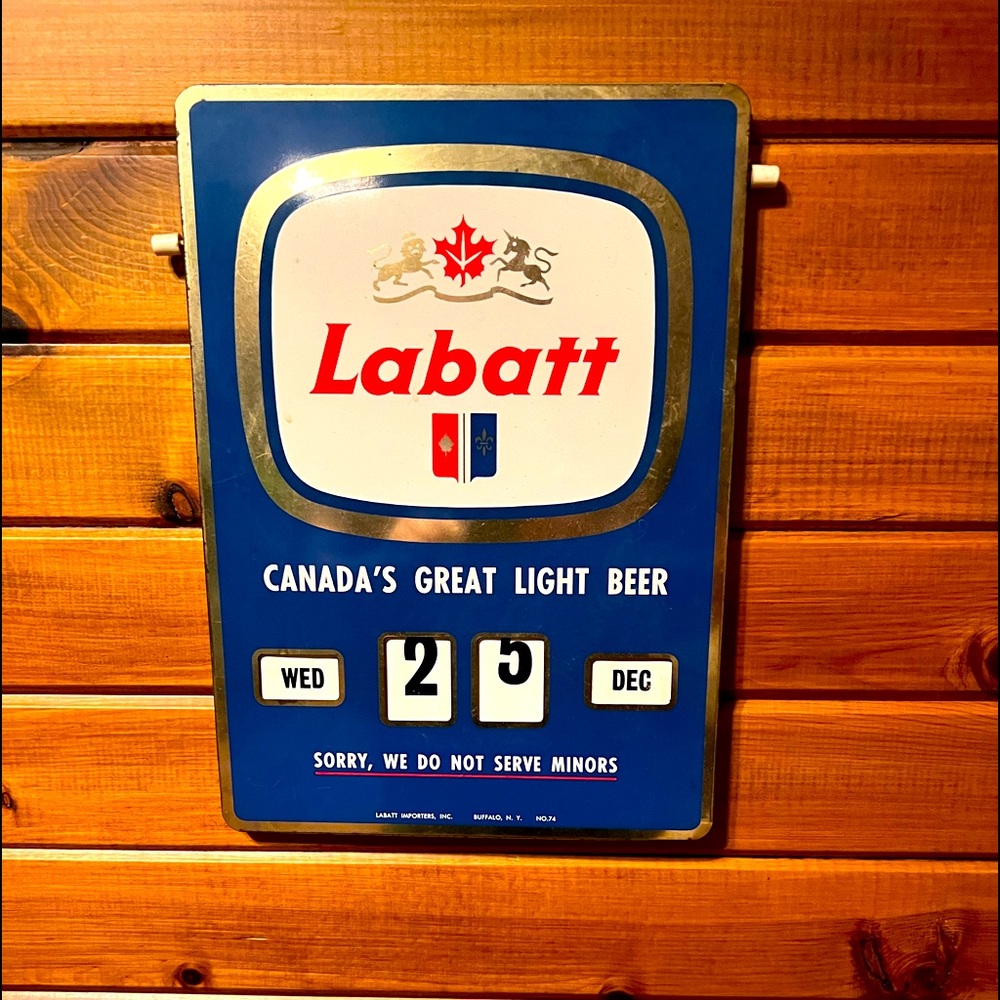 Labatt
CANADA'S GREAT LIGHT BEER
WED 2 5 DEC
SORRY, WE DO NOT SERVE MINORS
LABATT IMPORTERS, INC. BUFFALO, N. Y. NO.74